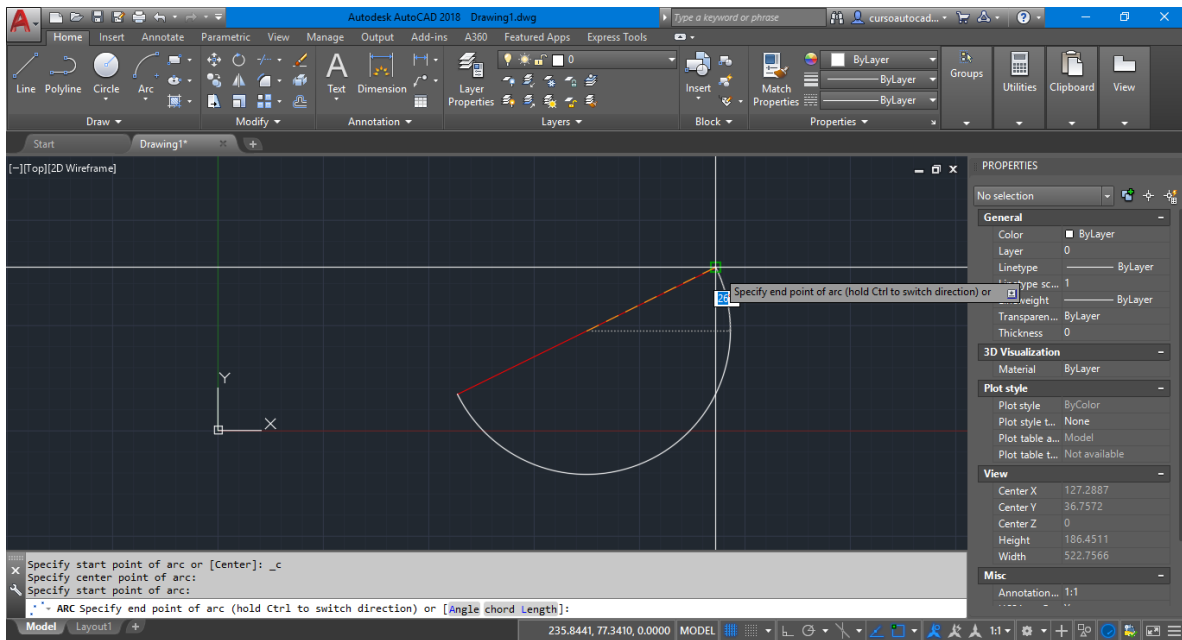 Autodesk AutoCAD 2018 Drawing1.dwg
Type a keyword or phrase
cursoautocad...
Home Insert Annotate Parametric View Manage Output Add-ins A360 Featured Apps Express Tools
Line Polyline Circle Arc
Text Dimension
Layer Properties
0
Insert
Match Properties
ByLayer
ByLayer
ByLayer
Groups
Utilities
Clipboard
View
Draw Modify Annotation Layers Block Properties
Start Drawing1* +
[−][Top][2D Wireframe]
Y
X
26
Specify end point of arc (hold Ctrl to switch direction) or
PROPERTIES
No selection
General
Color ByLayer
Layer 0
Linetype ByLayer
Linetype sc... 1
ByLayer
Transparen... ByLayer
Thickness 0
3D Visualization
Material ByLayer
Plot style
Plot style ByColor
Plot style t... None
Plot table a... Model
Plot table t... Not available
View
Center X 127.2887
Center Y 36.7572
Center Z 0
Height 186.4511
Width 522.7566
Misc
Annotation... 1:1
Specify start point of arc or [Center]: _c
Specify center point of arc:
Specify start point of arc:
ARC Specify end point of arc (hold Ctrl to switch direction) or [Angle chord Length]:
Model Layout1 +
235.8441, 77.3410, 0.0000 MODEL 1:1